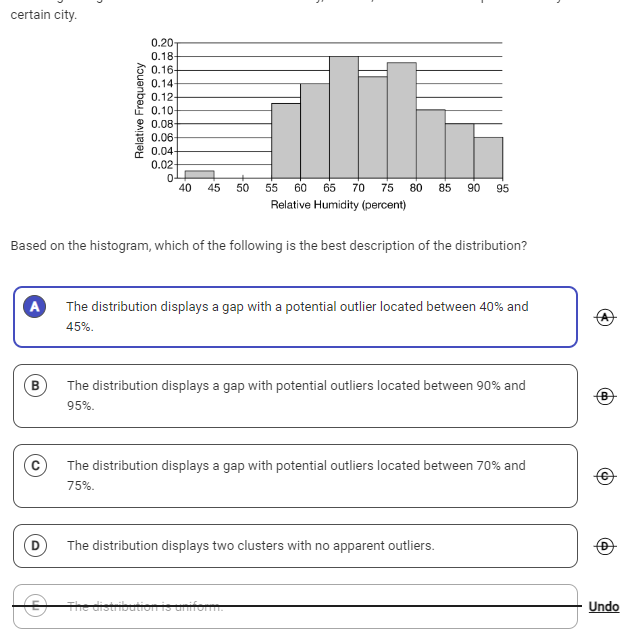 certain city.
0.20
0.18
0.16
0.14
0.12
0.10
0.08
0.06
0.04
0.02
0
Relative Frequency
40 45 50 55 60 65 70 75 80 85 90 95
Relative Humidity (percent)
Based on the histogram, which of the following is the best description of the distribution?
A The distribution displays a gap with a potential outlier located between 40% and A
45%.
B The distribution displays a gap with potential outliers located between 90% and B
95%.
C The distribution displays a gap with potential outliers located between 70% and C
75%.
D The distribution displays two clusters with no apparent outliers. D
E The distribution is uniform. Undo